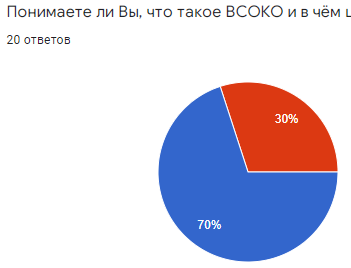 Понимаете ли Вы, что такое ВСОКО и в чём
20 ответов
30%
70%